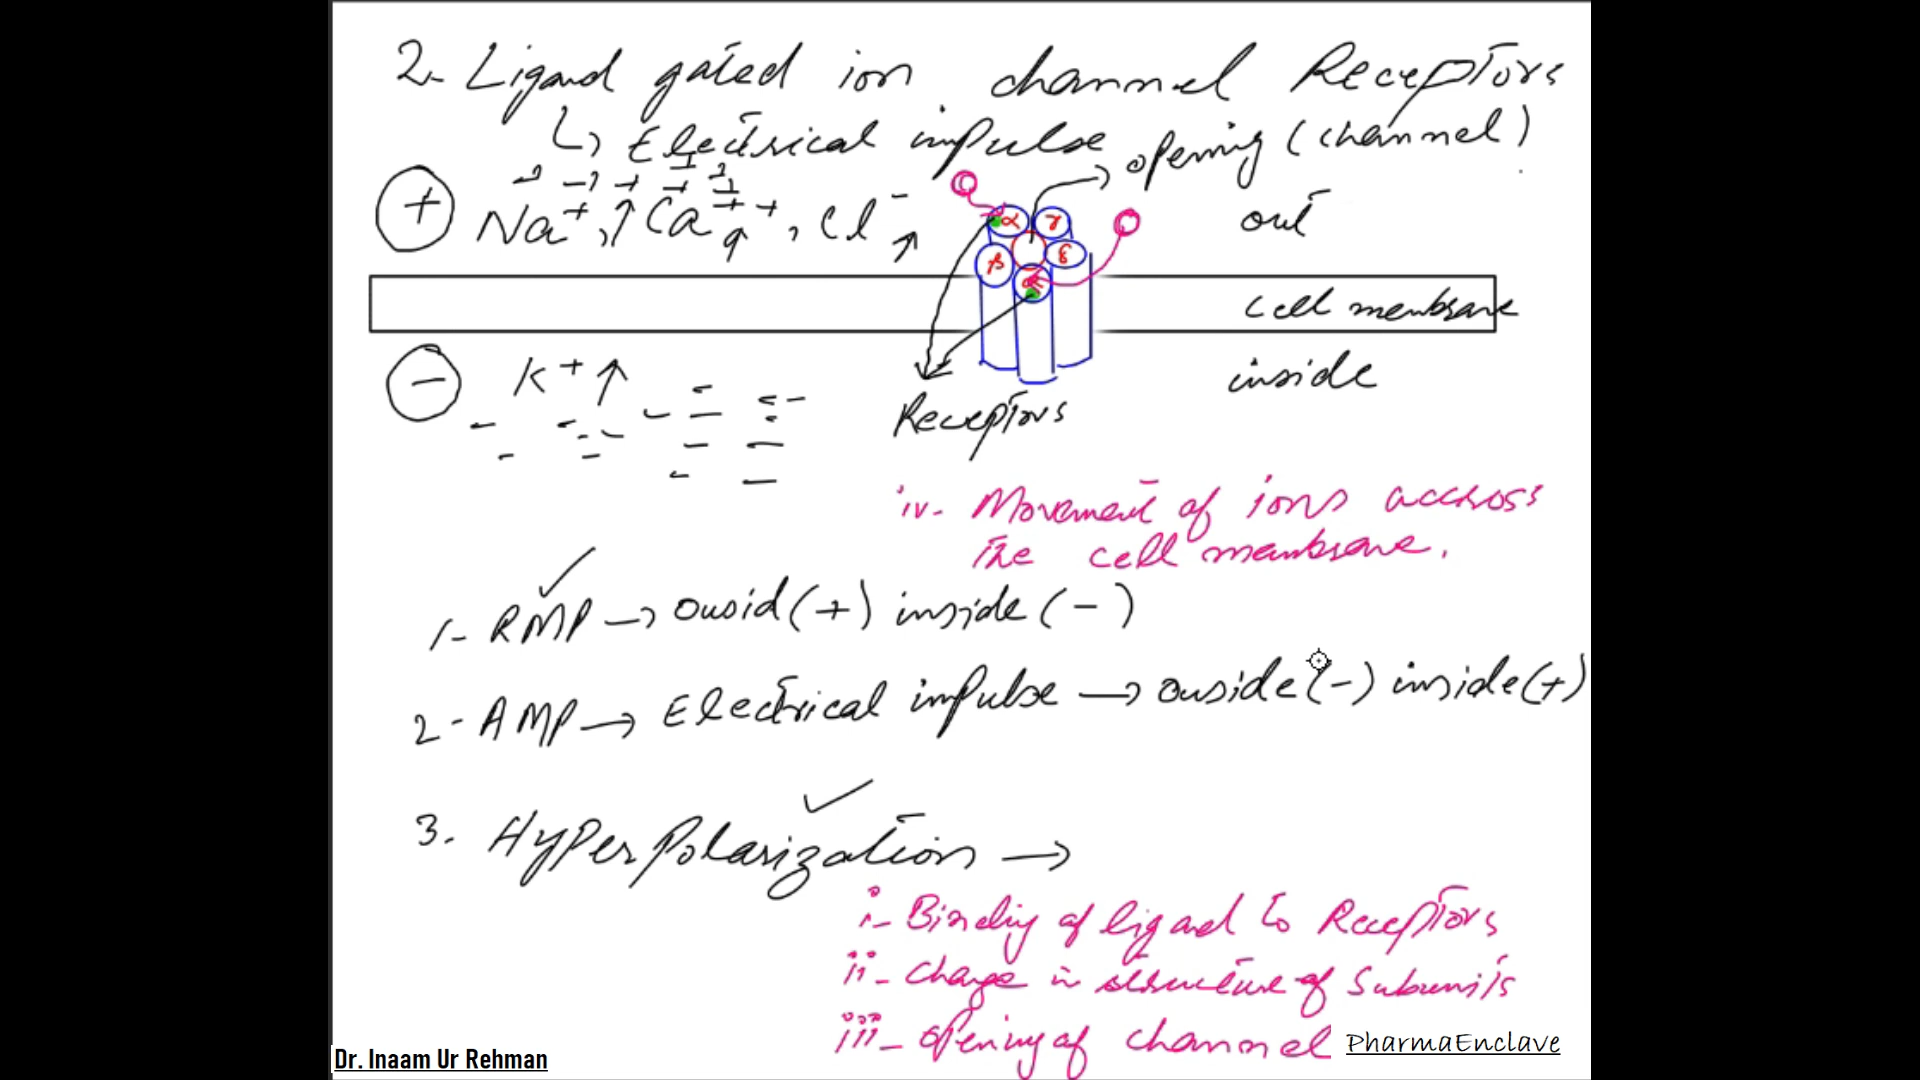 2- Ligand gated ion channel Receptors
↳ Electrical impulse
opening (channel)
+ Na+, ↑ Ca++, Cl- ↑
α γ
β δ
α
out
cell membrane
- K+ ↑
inside
Receptors
iv- Movement of ions accross
the cell membrane.
1- RMP → ousid (+) inside (-)
2- AMP → Electrical impulse → ouside (-) inside (+)
3. HyperPolarization →
i- Binding of ligand to Receptors
ii- Change in structure of Subunits
iii- opening of channel
Dr. Inaam Ur Rehman
PharmaEnclave